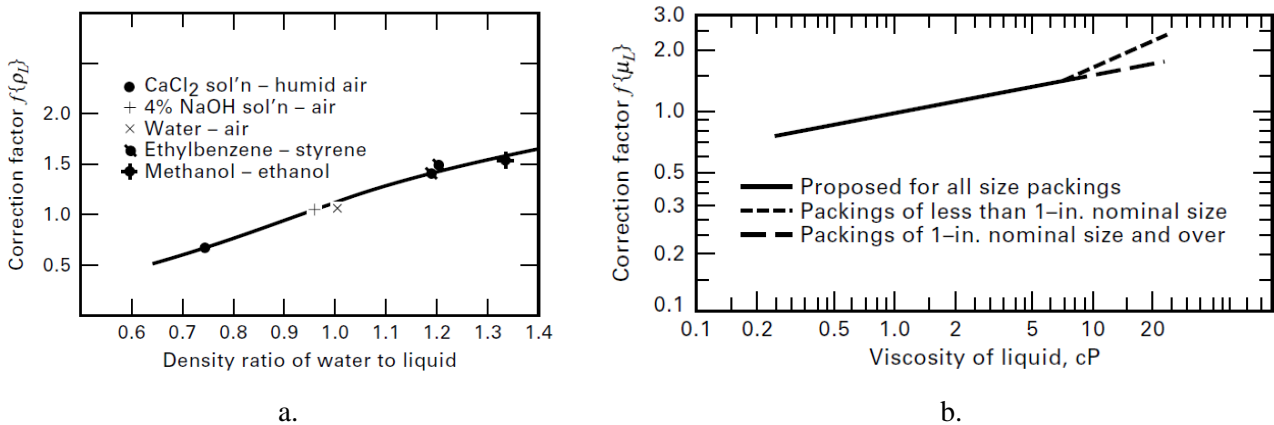 Correction factor f{ρL}
2.0
1.5
1.0
0.5
CaCl2 sol'n – humid air
4% NaOH sol'n – air
Water – air
Ethylbenzene – styrene
Methanol – ethanol
0.6 0.7 0.8 0.9 1.0 1.1 1.2 1.3 1.4
Density ratio of water to liquid
a.
Correction factor f{μL}
3.0
2.0
1.0
0.5
0.3
0.2
0.1
Proposed for all size packings
Packings of less than 1–in. nominal size
Packings of 1–in. nominal size and over
0.1 0.2 0.5 1.0 2 5 10 20
Viscosity of liquid, cP
b.